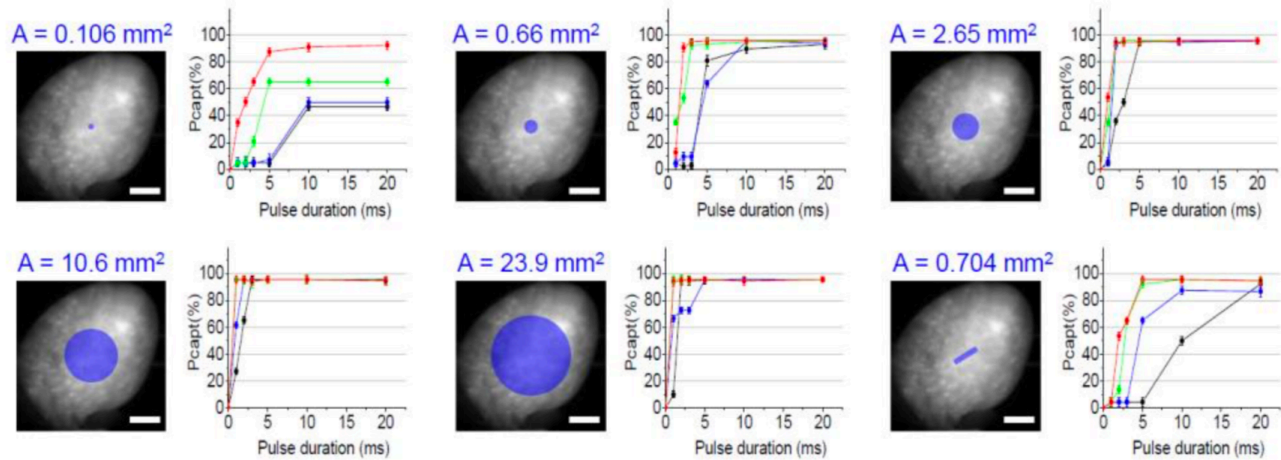 A = 0.106 mm²
Pcapt(%)
100
80
60
40
20
0
0 5 10 15 20
Pulse duration (ms)
A = 0.66 mm²
Pcapt(%)
100
80
60
40
20
0
0 5 10 15 20
Pulse duration (ms)
A = 2.65 mm²
Pcapt(%)
100
80
60
40
20
0
0 5 10 15 20
Pulse duration (ms)
A = 10.6 mm²
Pcapt(%)
100
80
60
40
20
0
0 5 10 15 20
Pulse duration (ms)
A = 23.9 mm²
Pcapt(%)
100
80
60
40
20
0
0 5 10 15 20
Pulse duration (ms)
A = 0.704 mm²
Pcapt(%)
100
80
60
40
20
0
0 5 10 15 20
Pulse duration (ms)